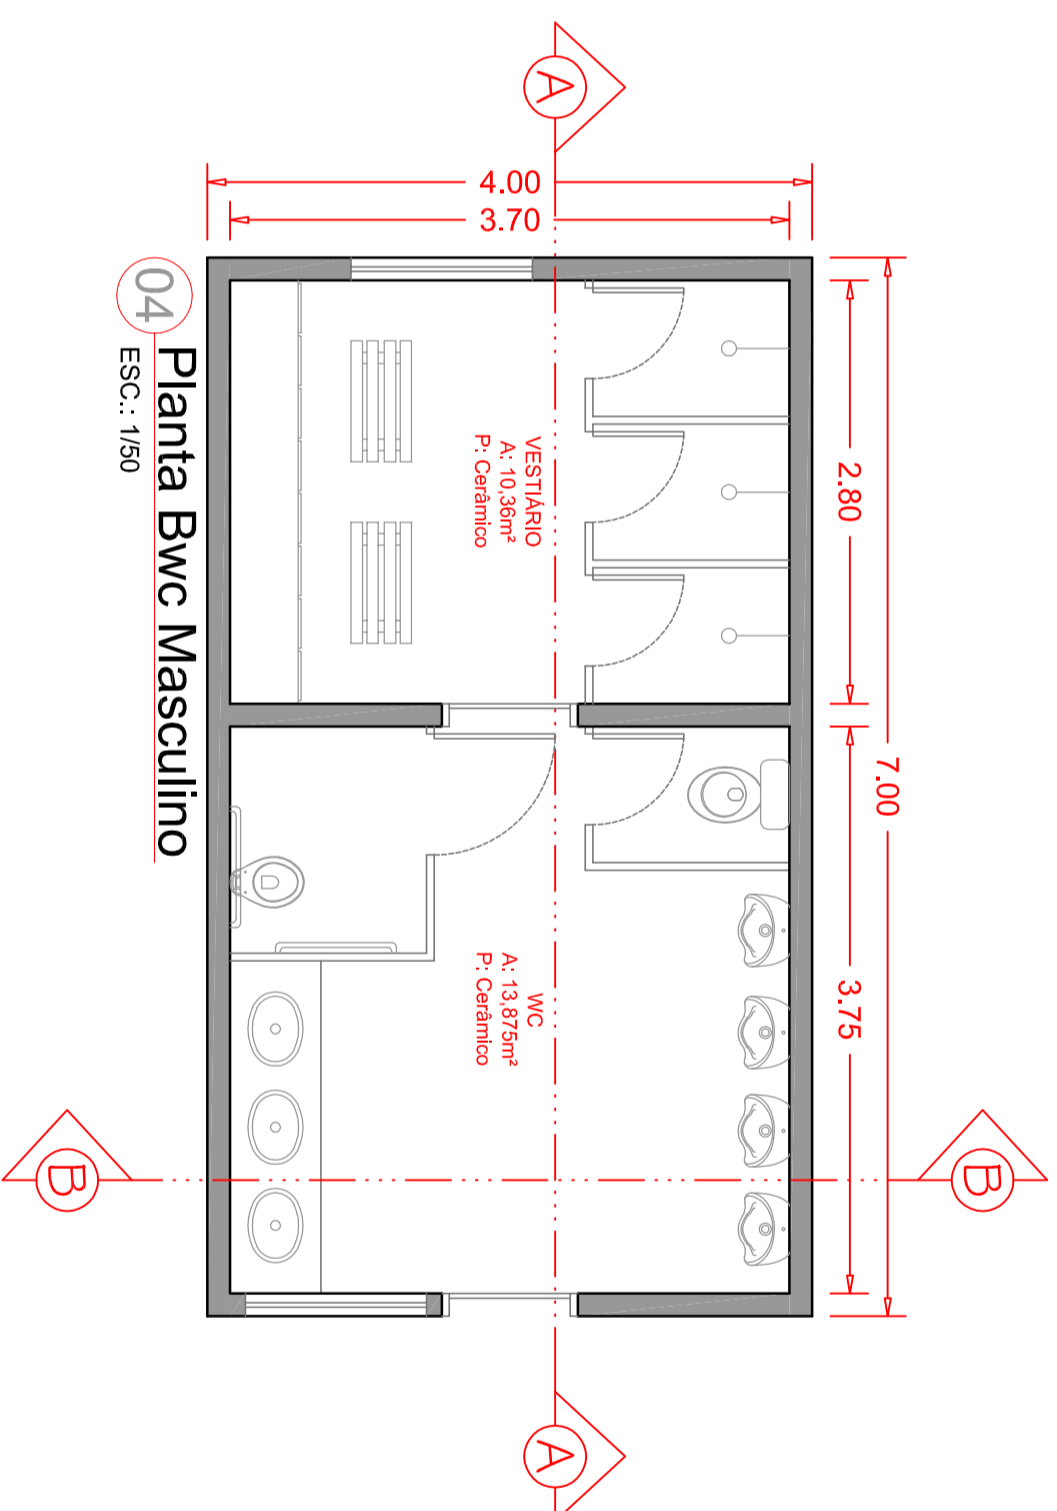 A
4.00
3.70
04
Planta Bwc Masculino
ESC.: 1/50
2.80
7.00
3.75
VESTIÁRIO
A: 10,36m²
P: Cerâmico
WC
A: 13,875m²
P: Cerâmico
B
B
A